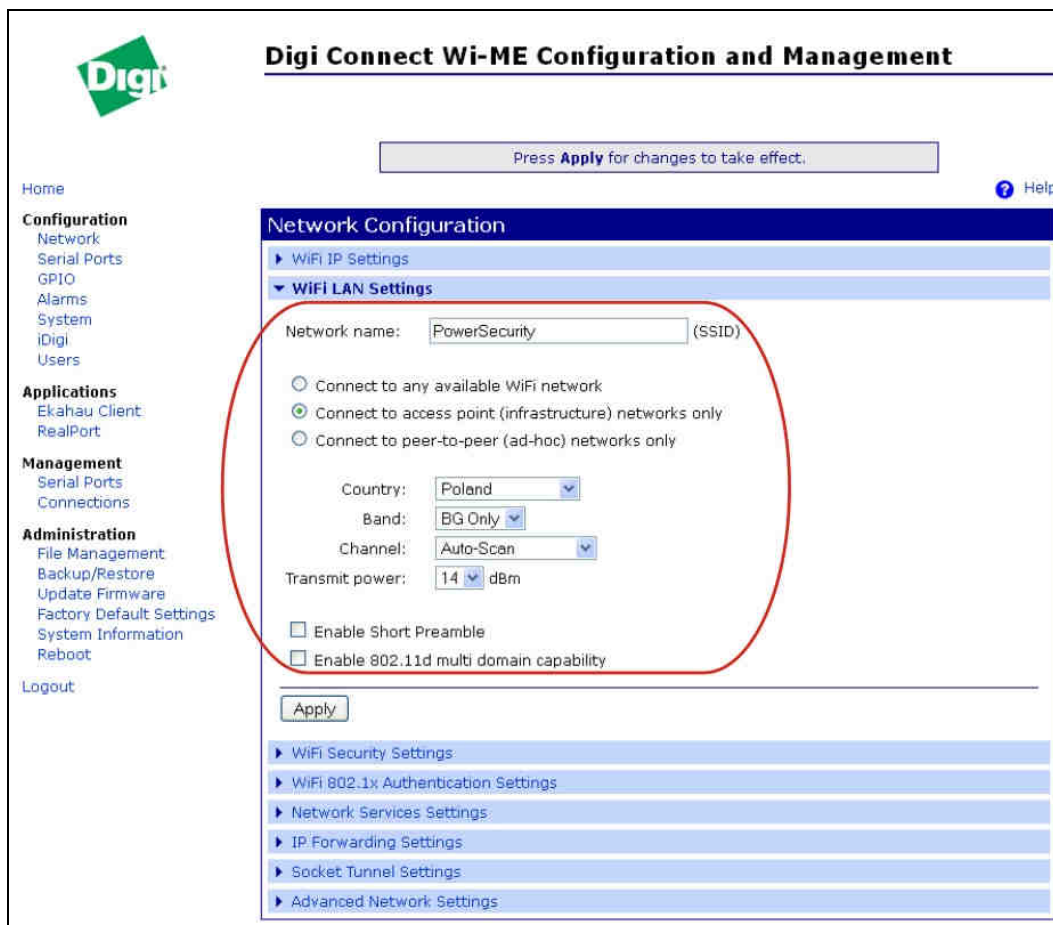 Digi
Digi Connect Wi-ME Configuration and Management
Press Apply for changes to take effect.
Home
Help
Configuration
Network
Serial Ports
GPIO
Alarms
System
iDigi
Users
Applications
Ekahau Client
RealPort
Management
Serial Ports
Connections
Administration
File Management
Backup/Restore
Update Firmware
Factory Default Settings
System Information
Reboot
Logout
Network Configuration
WiFi IP Settings
WiFi LAN Settings
Network name: PowerSecurity (SSID)
Connect to any available WiFi network
Connect to access point (infrastructure) networks only
Connect to peer-to-peer (ad-hoc) networks only
Country: Poland
Band: BG Only
Channel: Auto-Scan
Transmit power: 14 dBm
Enable Short Preamble
Enable 802.11d multi domain capability
Apply
WiFi Security Settings
WiFi 802.1x Authentication Settings
Network Services Settings
IP Forwarding Settings
Socket Tunnel Settings
Advanced Network Settings